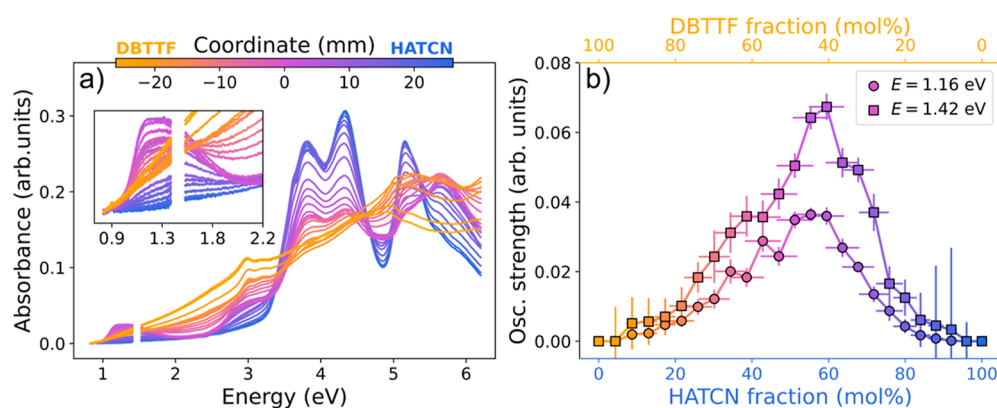 DBTTF Coordinate (mm) HATCN
−20 −10 0 10 20
a)
Absorbance (arb.units)
0.3
0.2
0.1
0.0
0.9 1.3 1.8 2.2
1 2 3 4 5 6
Energy (eV)
DBTTF fraction (mol%)
100 80 60 40 20 0
b)
E = 1.16 eV
E = 1.42 eV
Osc. strength (arb. units)
0.08
0.06
0.04
0.02
0.00
0 20 40 60 80 100
HATCN fraction (mol%)